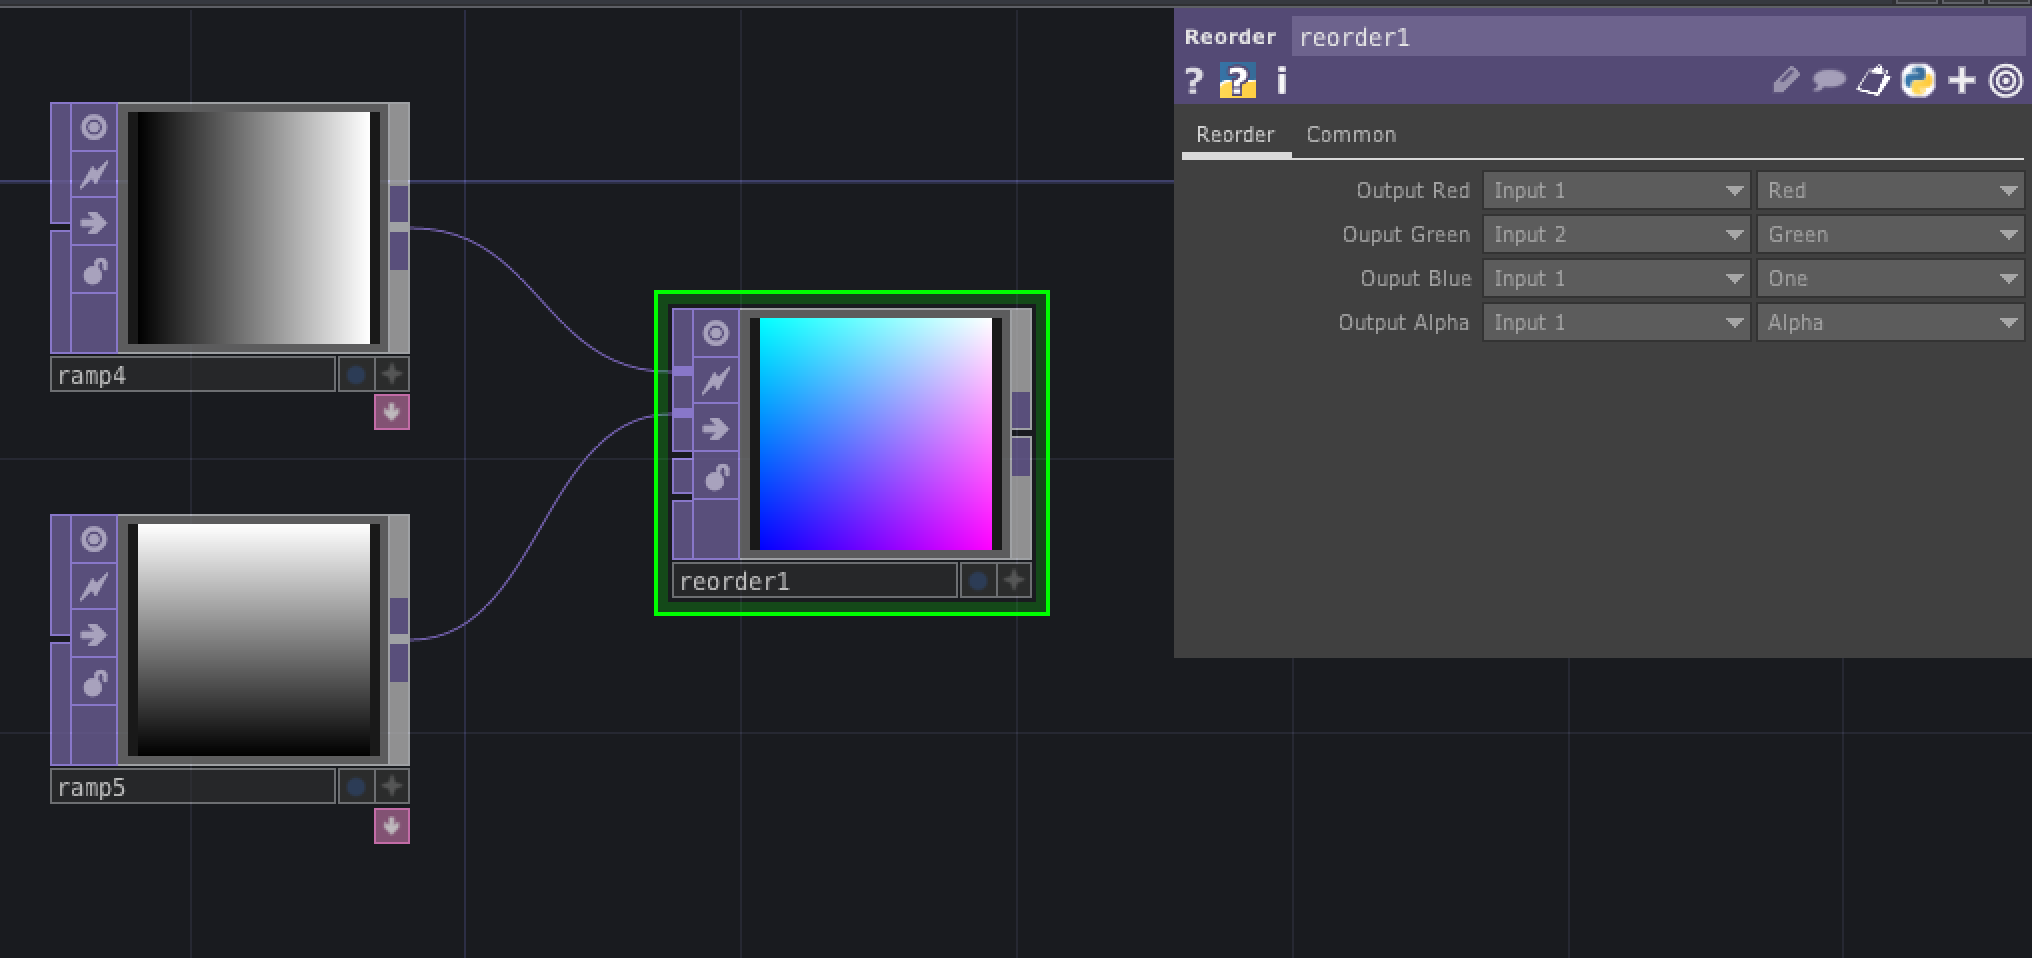 Reorder reorder1
? ? i
Reorder Common
Output Red Input 1 Red
Ouput Green Input 2 Green
Ouput Blue Input 1 One
Output Alpha Input 1 Alpha
ramp4
reorder1
ramp5